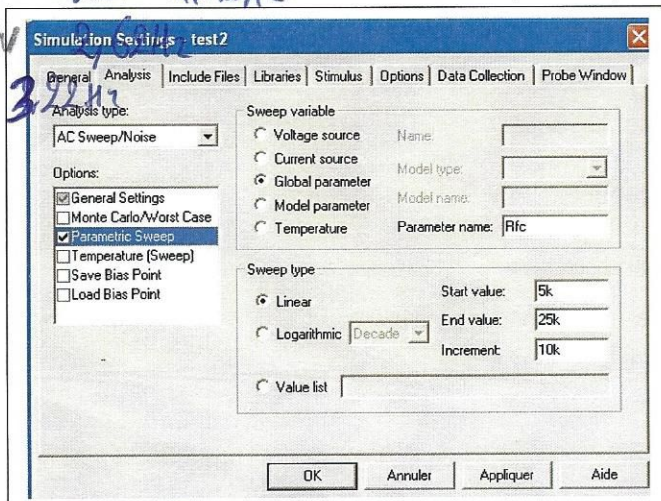 Simulation Settings - test2
2,62Hz
General Analysis Include Files Libraries Stimulus Options Data Collection Probe Window
3,22Hz
Analysis type:
AC Sweep/Noise
Options:
General Settings
Monte Carlo/Worst Case
Parametric Sweep
Temperature (Sweep)
Save Bias Point
Load Bias Point
Sweep variable
Voltage source
Current source
Global parameter
Model parameter
Temperature
Name:
Model type:
Model name:
Parameter name: Rfc
Sweep type
Linear
Logarithmic Decade
Value list
Start value: 5k
End value: 25k
Increment: 10k
OK Annuler Appliquer Aide